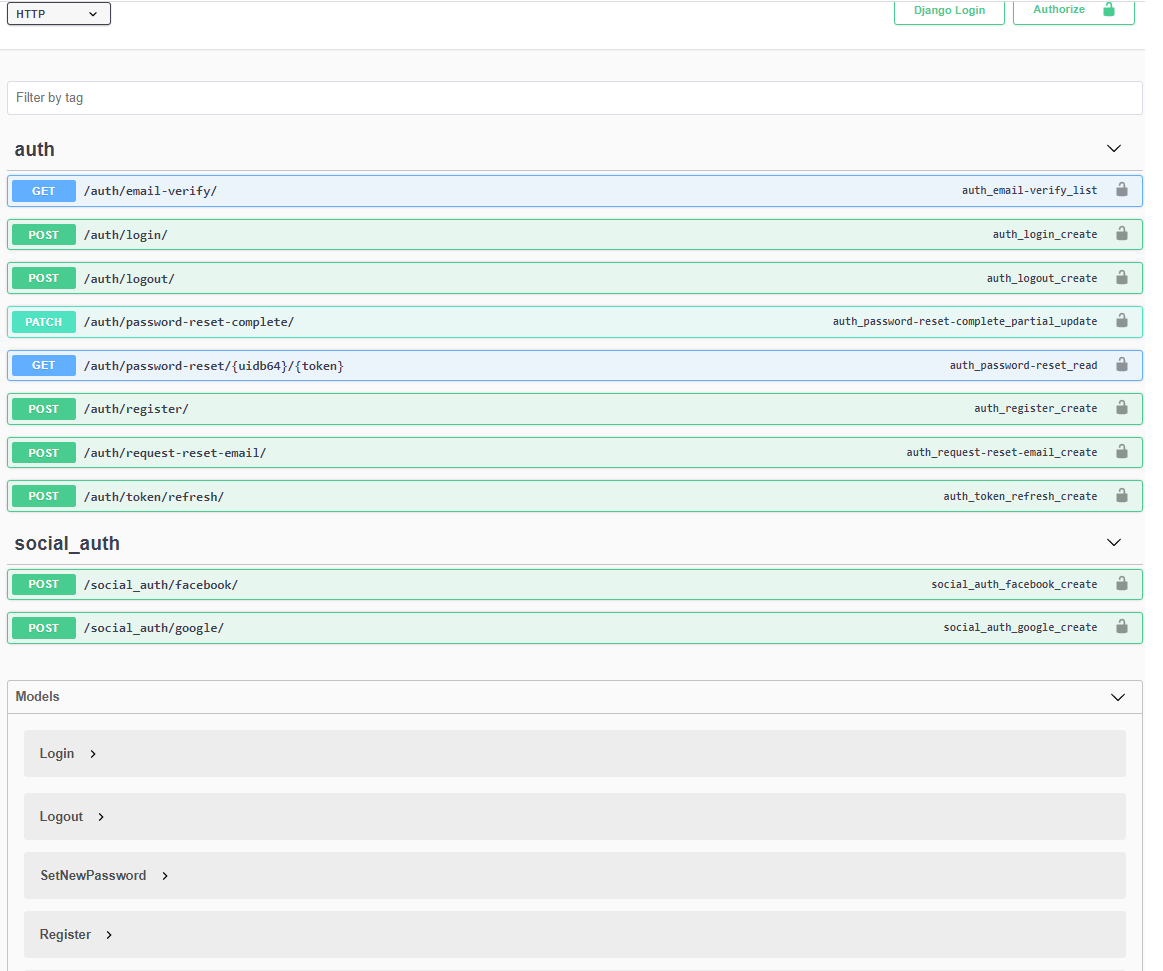 HTTP
Django Login
Authorize
Filter by tag
auth
GET /auth/email-verify/ auth_email-verify_list
POST /auth/login/ auth_login_create
POST /auth/logout/ auth_logout_create
PATCH /auth/password-reset-complete/ auth_password-reset-complete_partial_update
GET /auth/password-reset/{uidb64}/{token} auth_password-reset_read
POST /auth/register/ auth_register_create
POST /auth/request-reset-email/ auth_request-reset-email_create
POST /auth/token/refresh/ auth_token_refresh_create
social_auth
POST /social_auth/facebook/ social_auth_facebook_create
POST /social_auth/google/ social_auth_google_create
Models
Login
Logout
SetNewPassword
Register